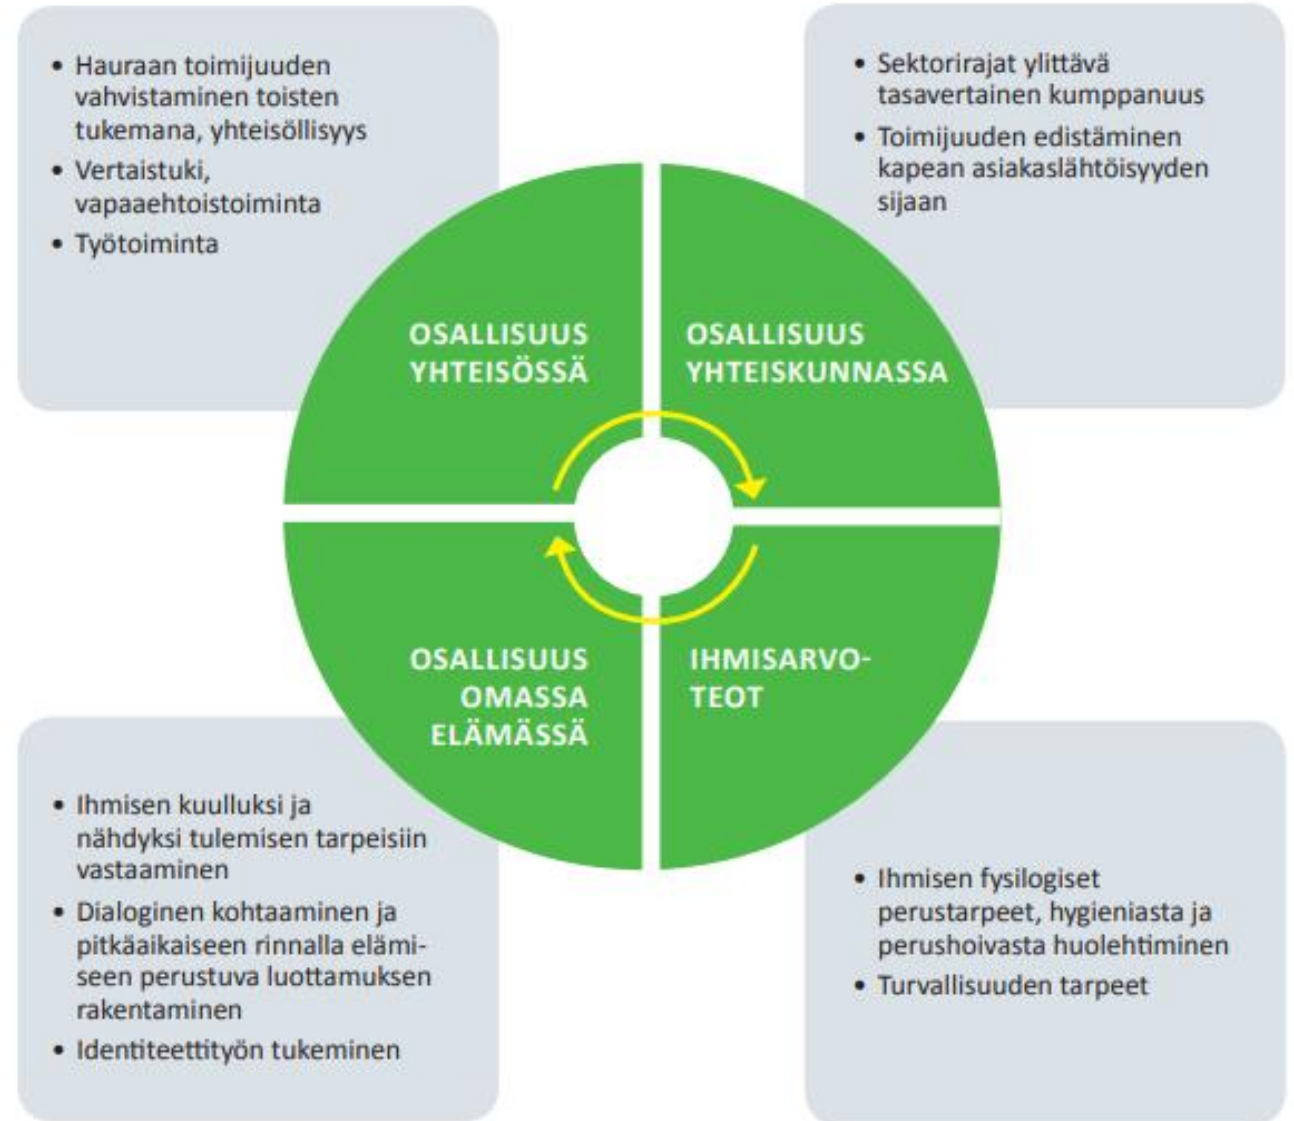 • Hauraan toimijuuden
vahvistaminen toisten
tukemana, yhteisöllisyys
• Vertaistuki,
vapaaehtoistoiminta
• Työtoiminta
• Sektorirajat ylittävä
tasavertainen kumppanuus
• Toimijuuden edistäminen
kapean asiakaslähtöisyyden
sijaan
OSALLISUUS
YHTEISÖSSÄ
OSALLISUUS
YHTEISKUNNASSA
OSALLISUUS
OMASSA
ELÄMÄSSÄ
IHMISARVO-
TEOT
• Ihmisen kuulluksi ja
nähdyksi tulemisen tarpeisiin
vastaaminen
• Dialoginen kohtaaminen ja
pitkäaikaiseen rinnalla elämi-
seen perustuva luottamuksen
rakentaminen
• Identiteettityön tukeminen
• Ihmisen fysilogiset
perustarpeet, hygieniasta ja
perushoivasta huolehtiminen
• Turvallisuuden tarpeet